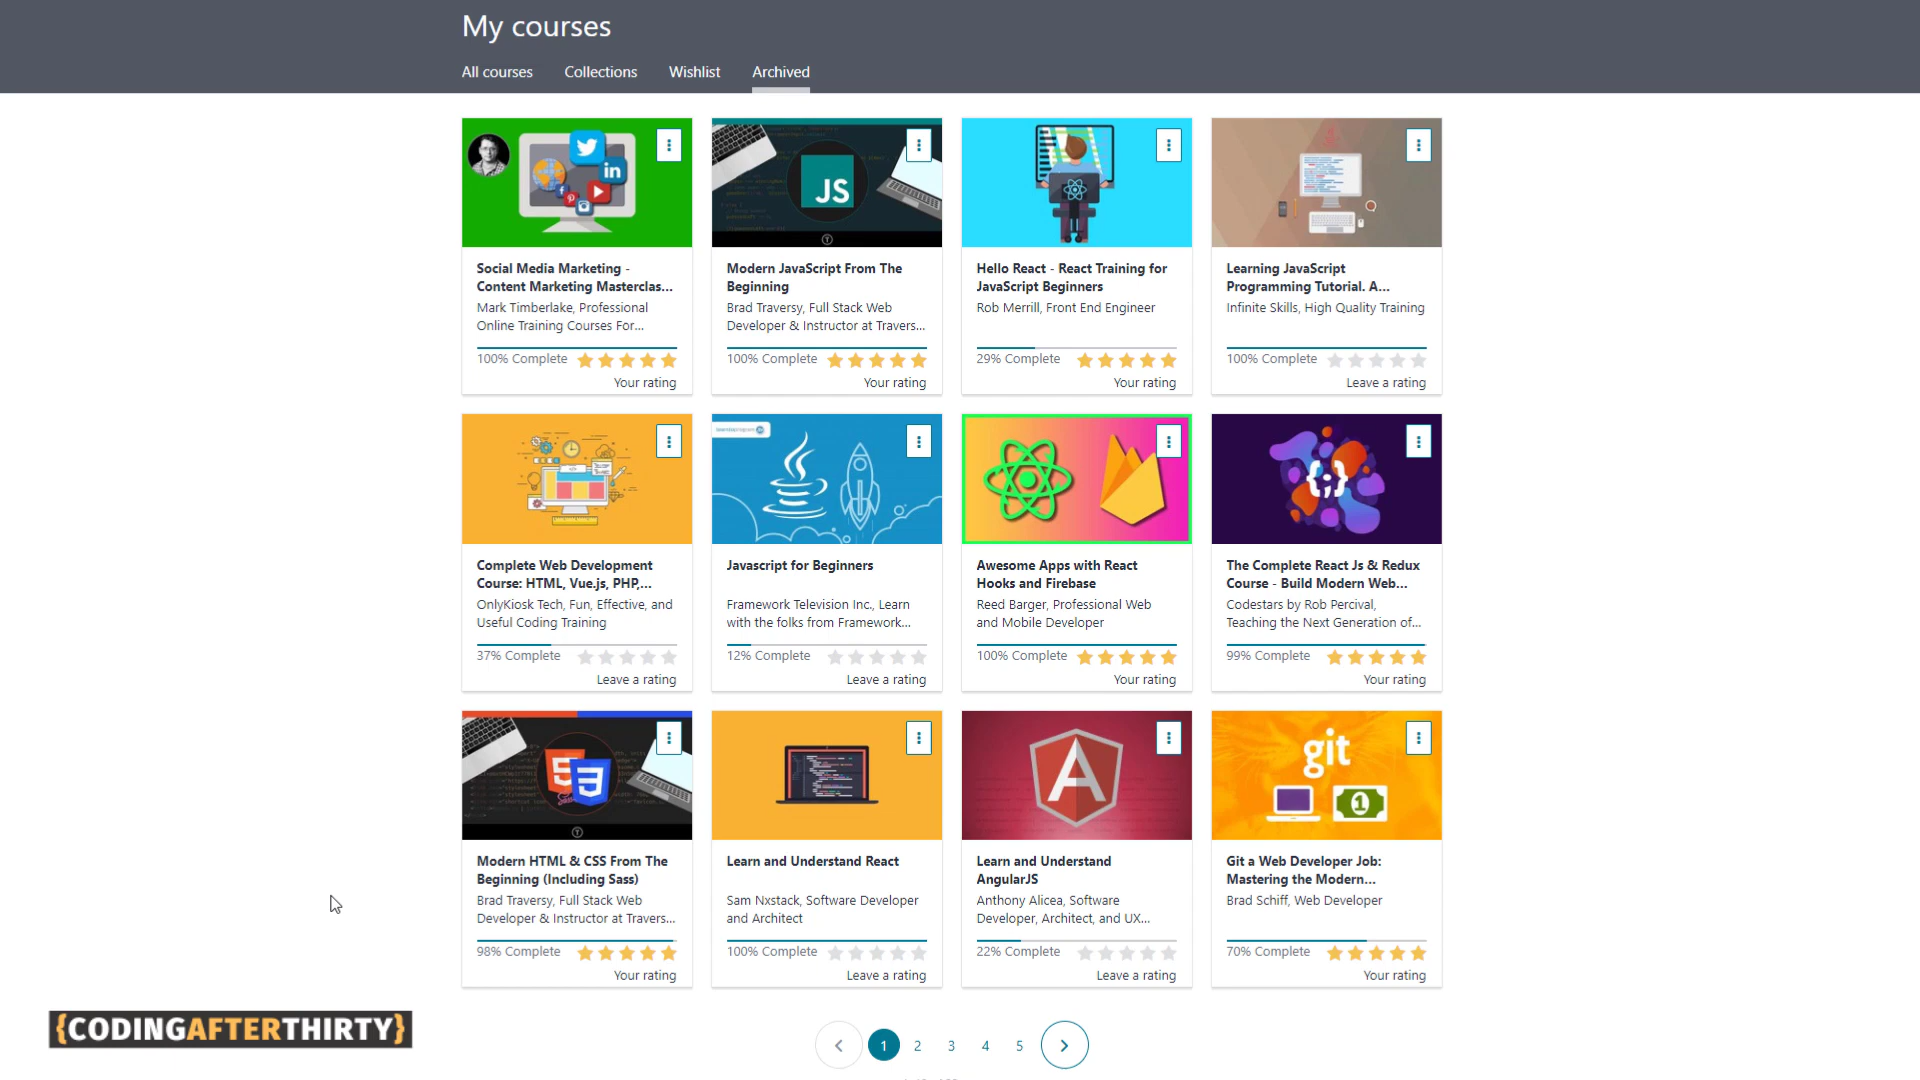 My courses
All courses
Collections
Wishlist
Archived
JS
Social Media Marketing -
Content Marketing Masterclas...
Mark Timberlake, Professional
Online Training Courses For...
100% Complete
Your rating
Modern JavaScript From The
Beginning
Brad Traversy, Full Stack Web
Developer & Instructor at Travers...
100% Complete
Your rating
Hello React - React Training for
JavaScript Beginners
Rob Merrill, Front End Engineer
29% Complete
Your rating
Learning JavaScript
Programming Tutorial. A...
Infinite Skills, High Quality Training
100% Complete
Leave a rating
Complete Web Development
Course: HTML, Vue.js, PHP,...
OnlyKiosk Tech, Fun, Effective, and
Useful Coding Training
37% Complete
Leave a rating
Javascript for Beginners
Framework Television Inc., Learn
with the folks from Framework...
12% Complete
Leave a rating
Awesome Apps with React
Hooks and Firebase
Reed Barger, Professional Web
and Mobile Developer
100% Complete
Your rating
The Complete React Js & Redux
Course - Build Modern Web...
Codestars by Rob Percival,
Teaching the Next Generation of...
99% Complete
Your rating
Modern HTML & CSS From The
Beginning (Including Sass)
Brad Traversy, Full Stack Web
Developer & Instructor at Travers...
98% Complete
Your rating
Learn and Understand React
Sam Nxstack, Software Developer
and Architect
100% Complete
Leave a rating
Learn and Understand
AngularJS
Anthony Alicea, Software
Developer, Architect, and UX...
22% Complete
Leave a rating
git
Git a Web Developer Job:
Mastering the Modern...
Brad Schiff, Web Developer
70% Complete
Your rating
{CODINGAFTERTHIRTY}
1 2 3 4 5